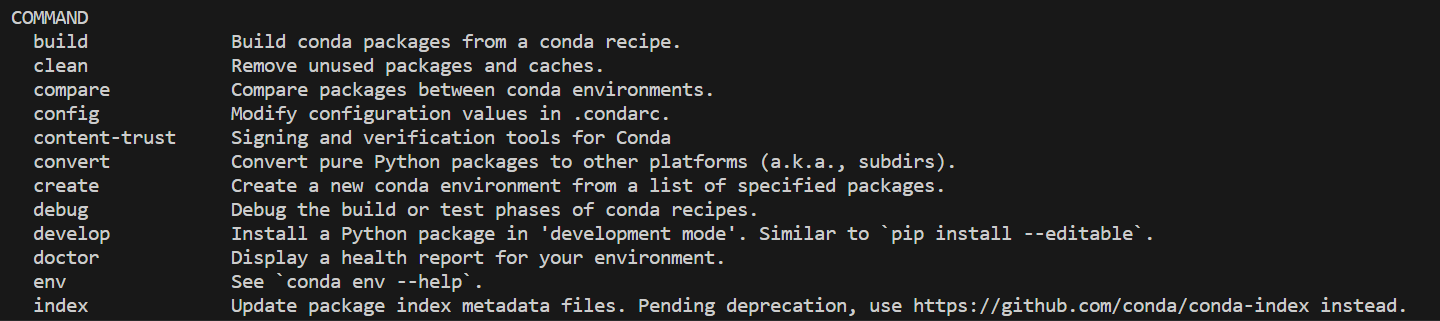 COMMAND
build Build conda packages from a conda recipe.
clean Remove unused packages and caches.
compare Compare packages between conda environments.
config Modify configuration values in .condarc.
content-trust Signing and verification tools for Conda
convert Convert pure Python packages to other platforms (a.k.a., subdirs).
create Create a new conda environment from a list of specified packages.
debug Debug the build or test phases of conda recipes.
develop Install a Python package in 'development mode'. Similar to `pip install --editable`.
doctor Display a health report for your environment.
env See `conda env --help`.
index Update package index metadata files. Pending deprecation, use https://github.com/conda/conda-index instead.